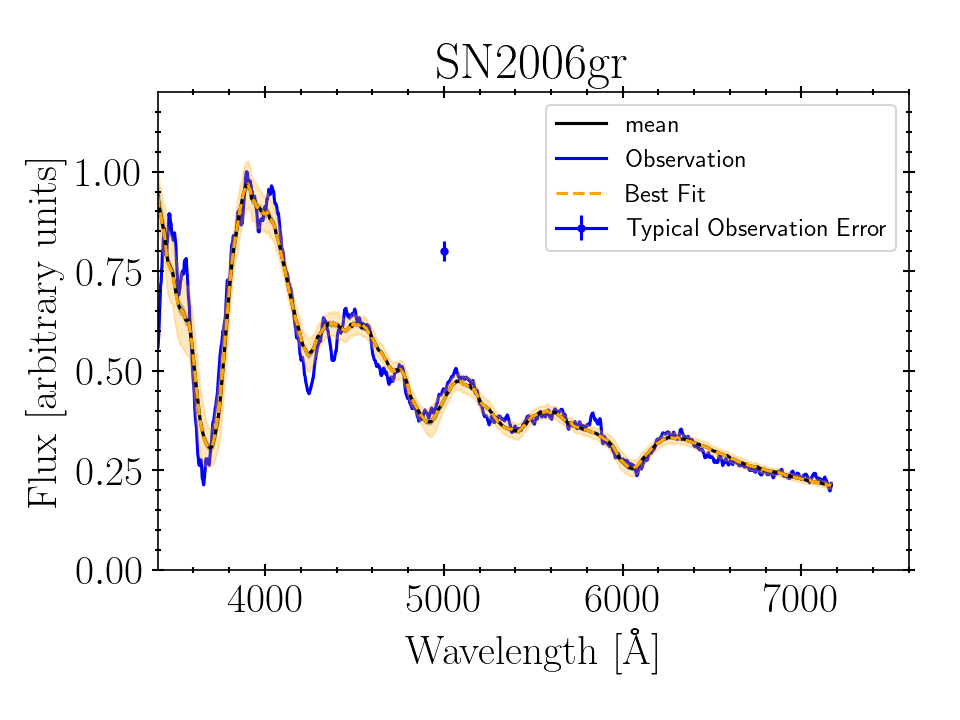 SN2006gr
mean
Observation
Best Fit
Typical Observation Error
Flux [arbitrary units]
1.00
0.75
0.50
0.25
0.00
4000 5000 6000 7000
Wavelength [Å]